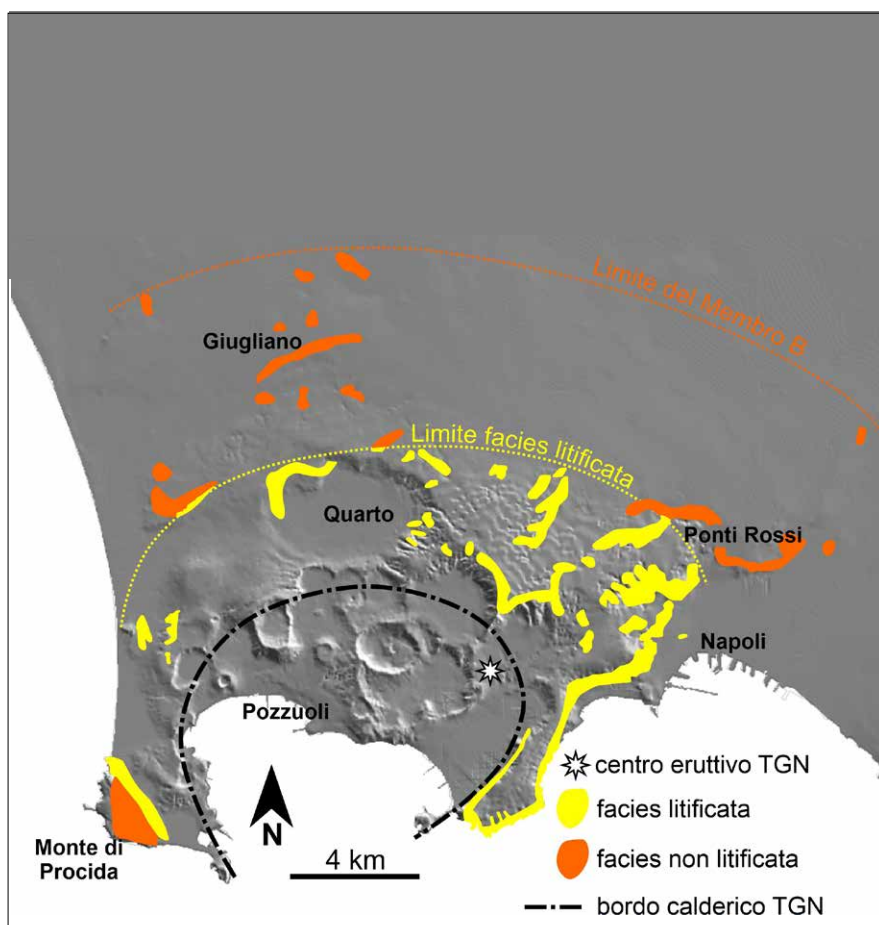 Limite del Membro B
Giugliano
Limite facies litificata
Quarto
Ponti Rossi
Napoli
Pozzuoli
Monte di
Procida
N
4 km
centro eruttivo TGN
facies litificata
facies non litificata
bordo calderico TGN